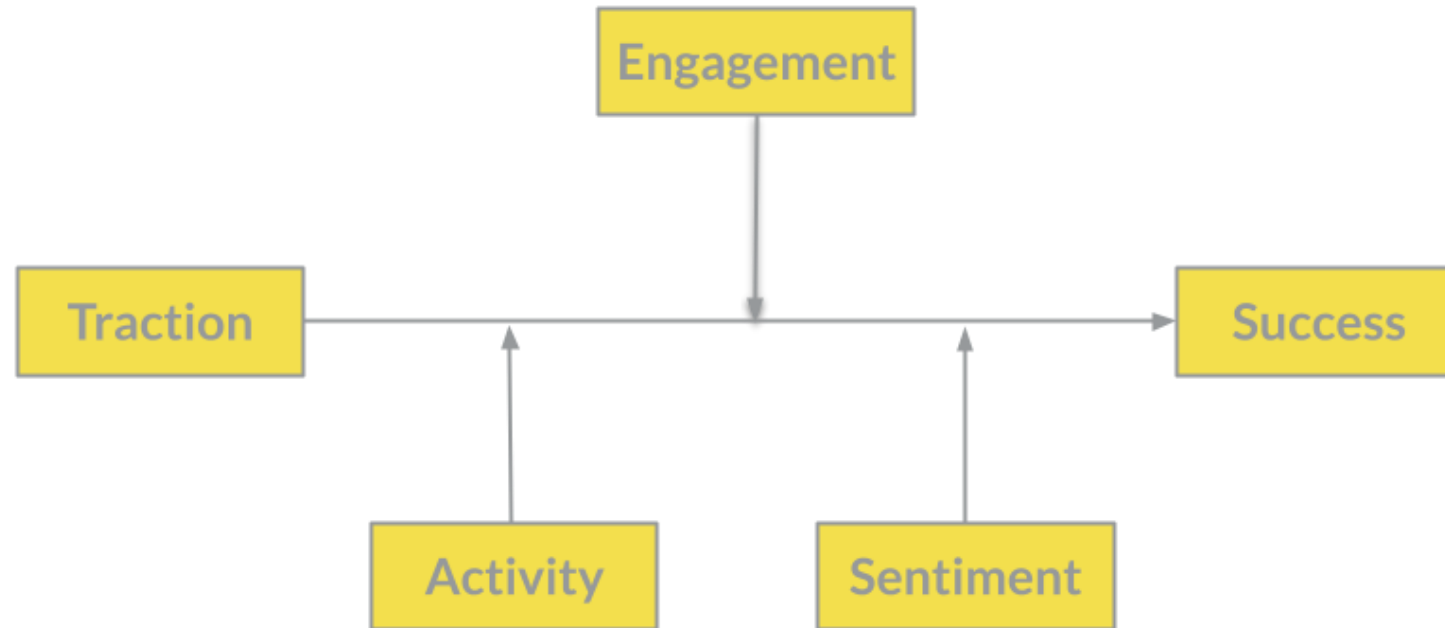 Engagement
Traction
Success
Activity
Sentiment